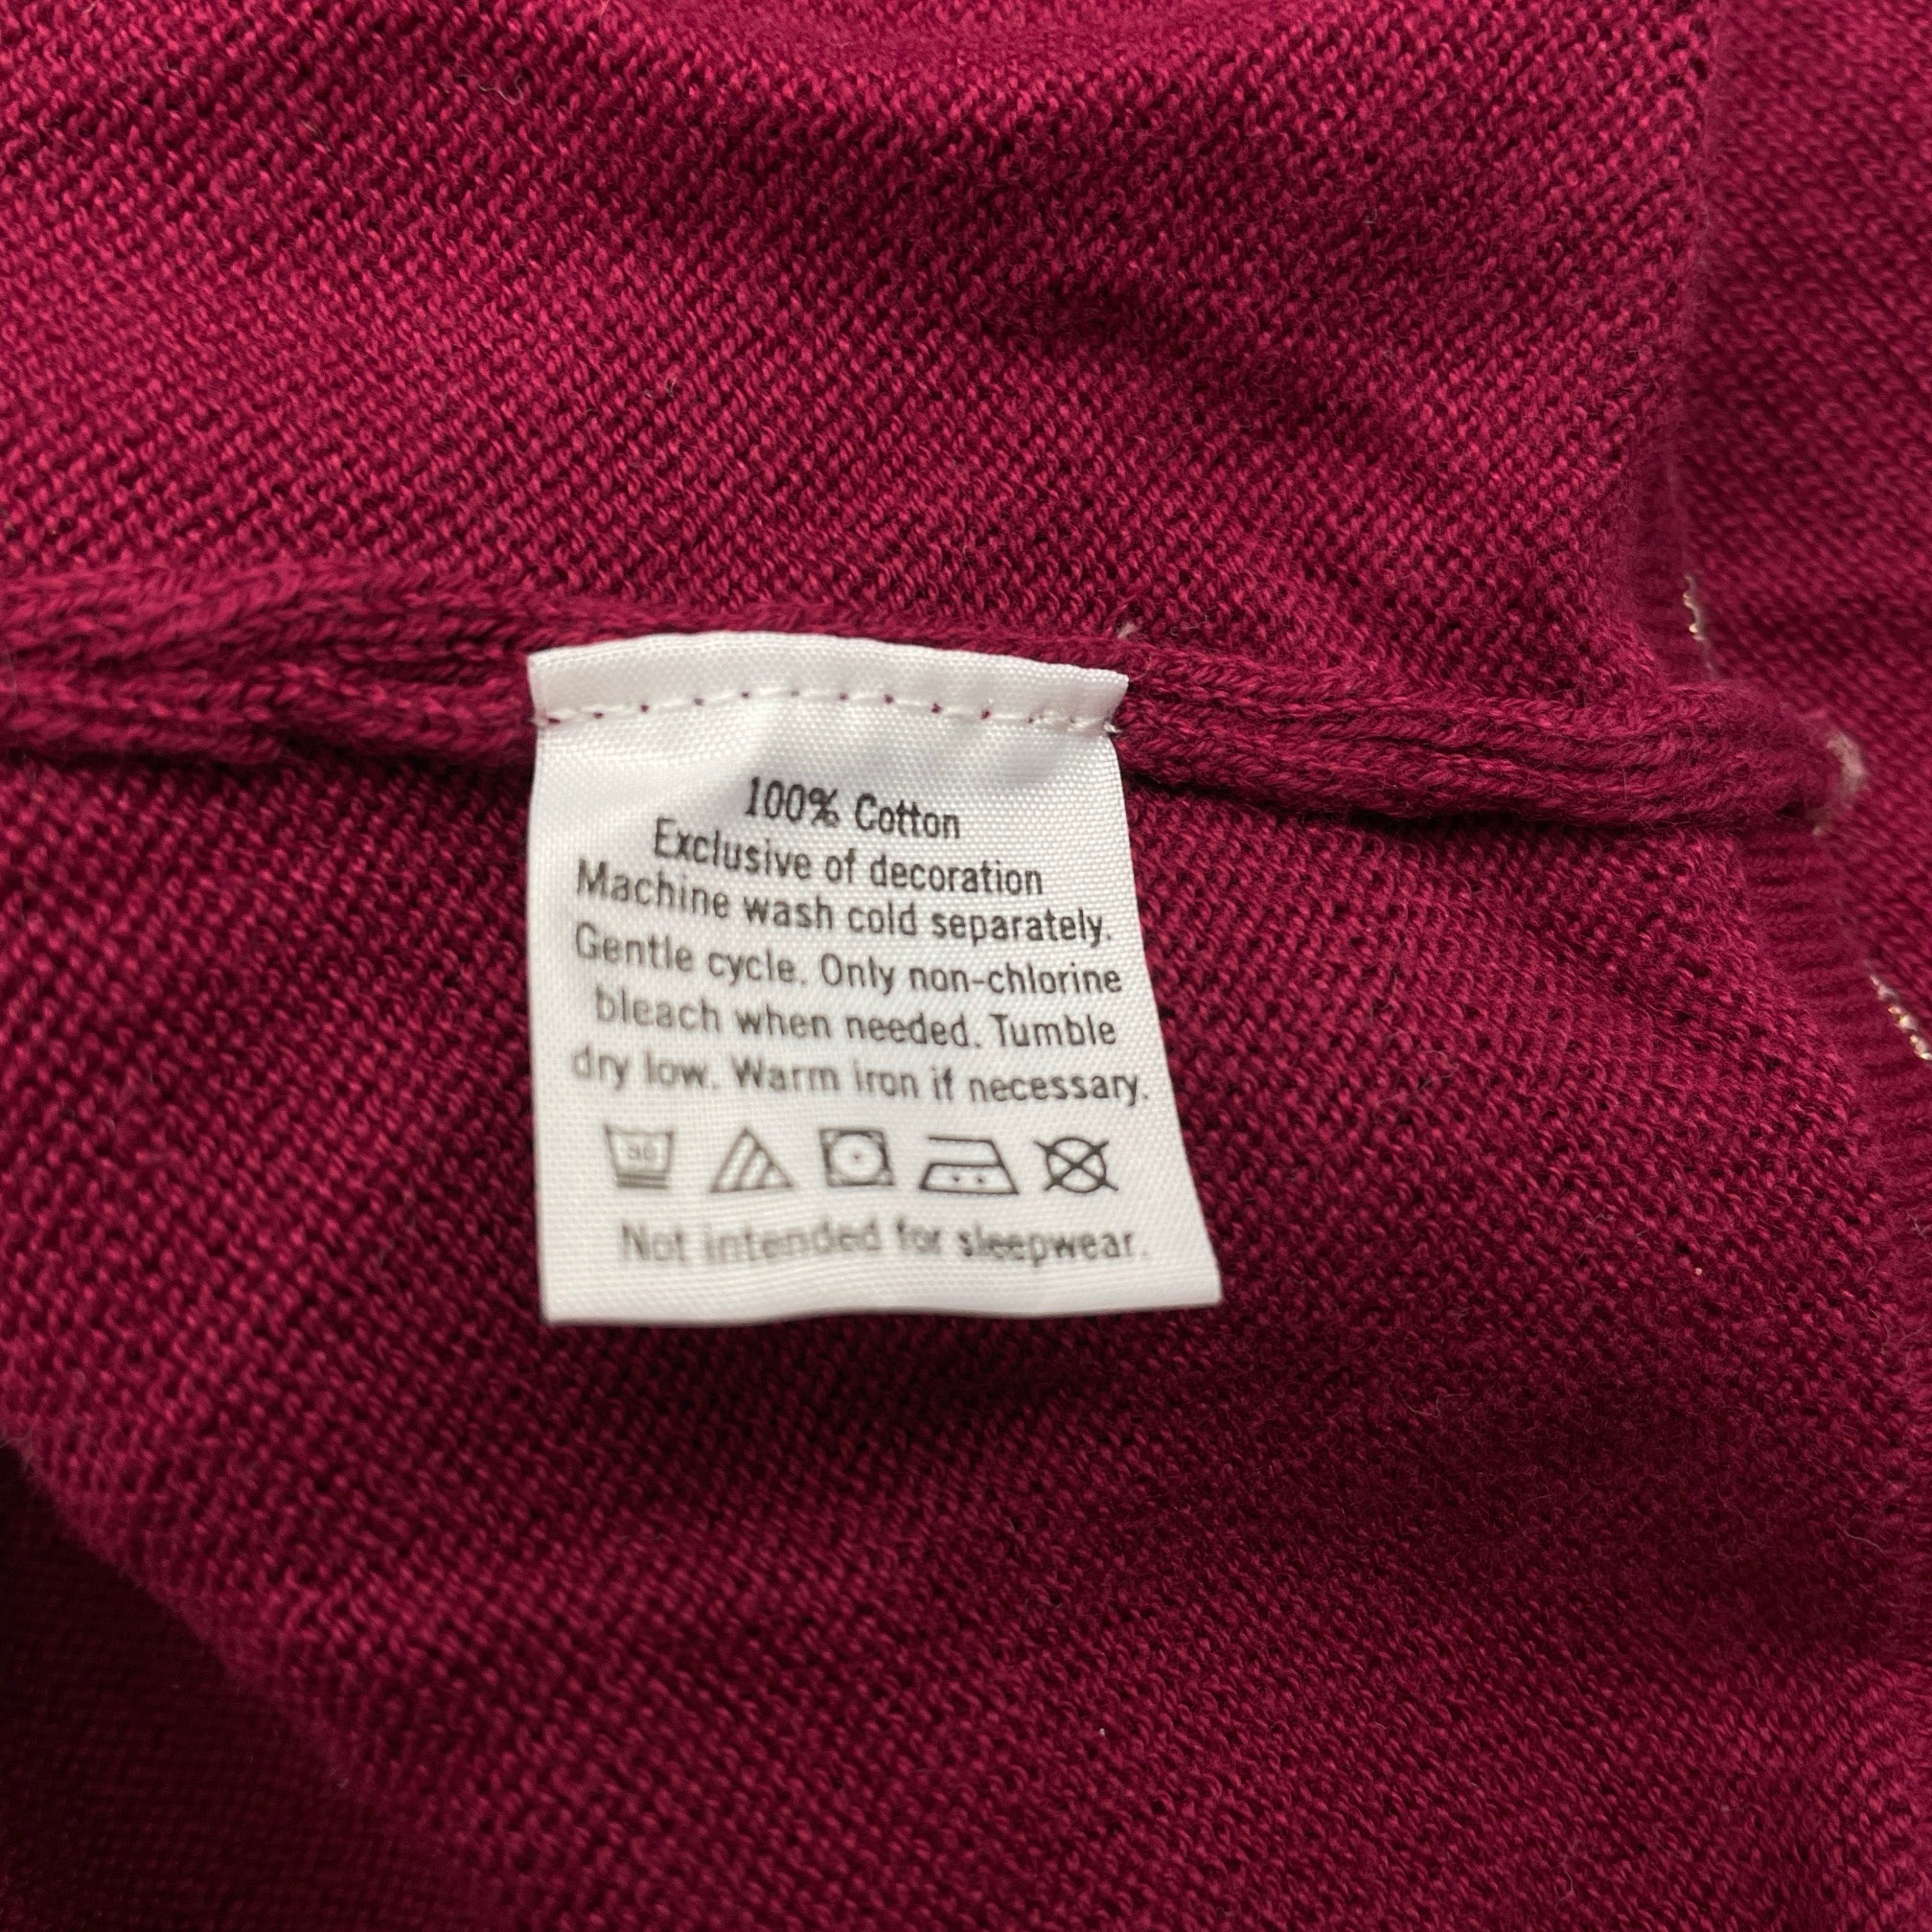 100% Cotton
Exclusive of decoration
Machine wash cold separately.
Gentle cycle. Only non-chlorine
bleach when needed. Tumble
dry low. Warm iron if necessary.
30
Not intended for sleepwear.